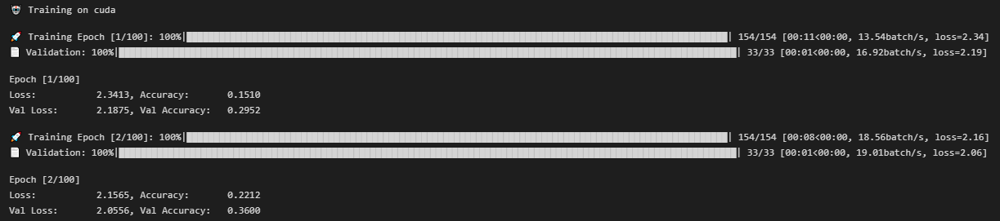 Training on cuda
Training Epoch [1/100]: 100%|██████████| 154/154 [00:11<00:00, 13.54batch/s, loss=2.34]
Validation: 100%|██████████| 33/33 [00:01<00:00, 16.92batch/s, loss=2.19]
Epoch [1/100]
Loss: 2.3413, Accuracy: 0.1510
Val Loss: 2.1875, Val Accuracy: 0.2952
Training Epoch [2/100]: 100%|██████████| 154/154 [00:08<00:00, 18.56batch/s, loss=2.16]
Validation: 100%|██████████| 33/33 [00:01<00:00, 19.01batch/s, loss=2.06]
Epoch [2/100]
Loss: 2.1565, Accuracy: 0.2212
Val Loss: 2.0556, Val Accuracy: 0.3600